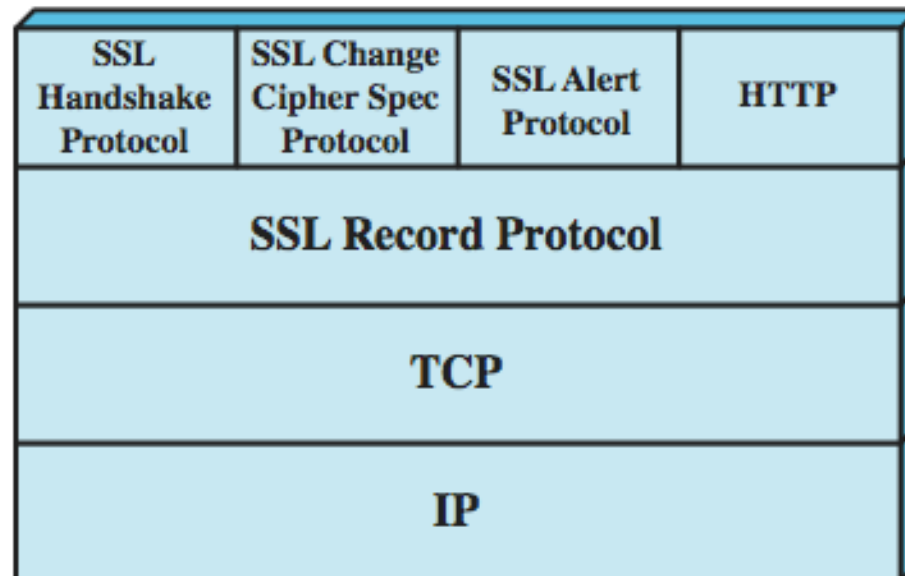 SSL
Handshake
Protocol
SSL Change
Cipher Spec
Protocol
SSL Alert
Protocol
HTTP
SSL Record Protocol
TCP
IP